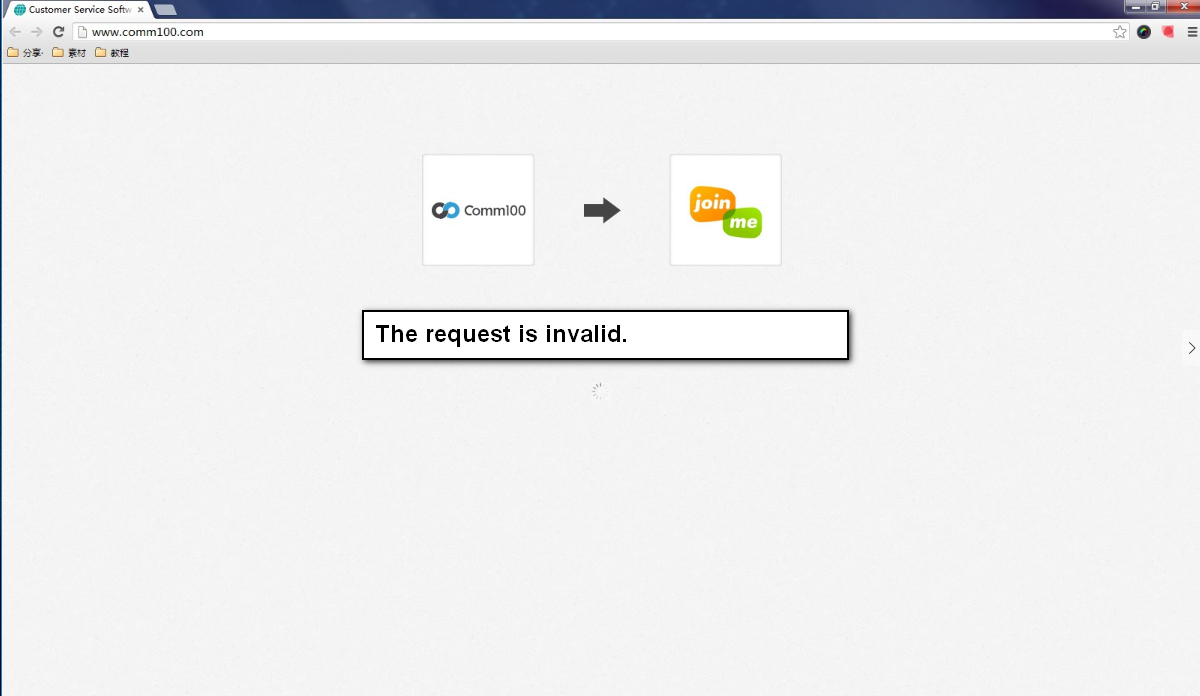 Customer Service Softw
www.comm100.com
分享·
素材
教程
Comm100
join
me
The request is invalid.